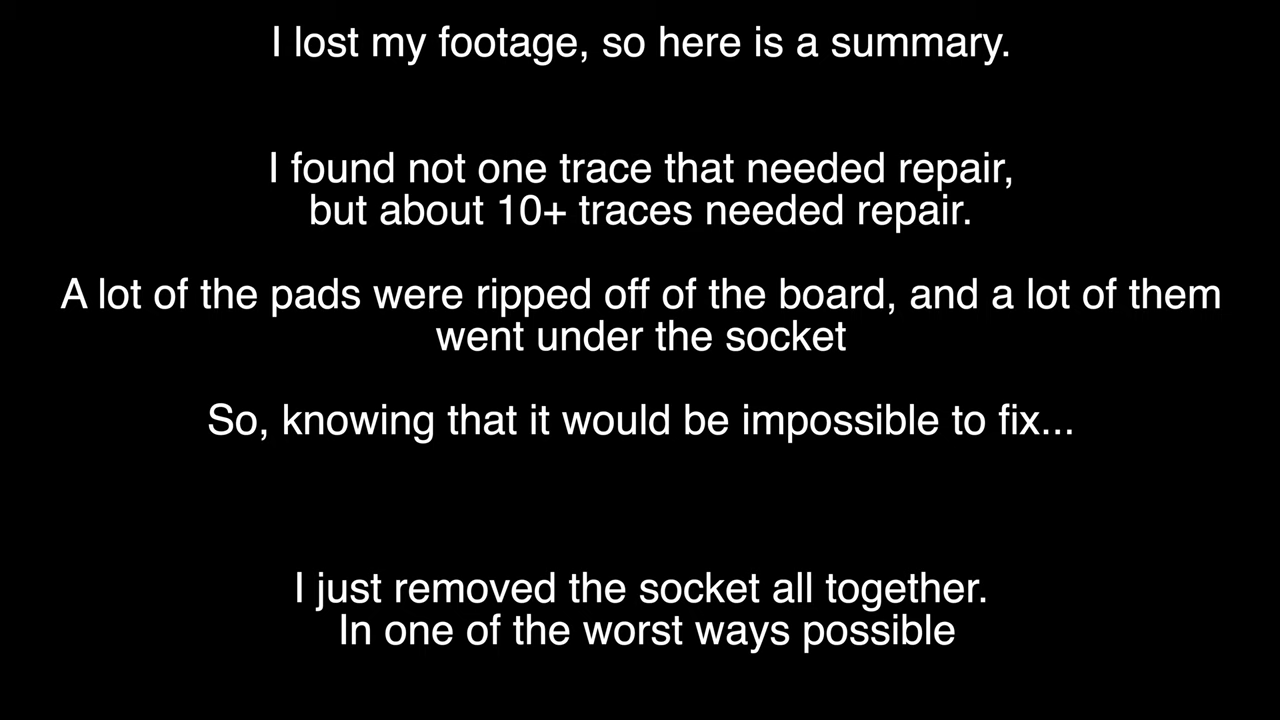 I lost my footage, so here is a summary.
I found not one trace that needed repair,
but about 10+ traces needed repair.
A lot of the pads were ripped off of the board, and a lot of them
went under the socket
So, knowing that it would be impossible to fix...
I just removed the socket all together.
In one of the worst ways possible